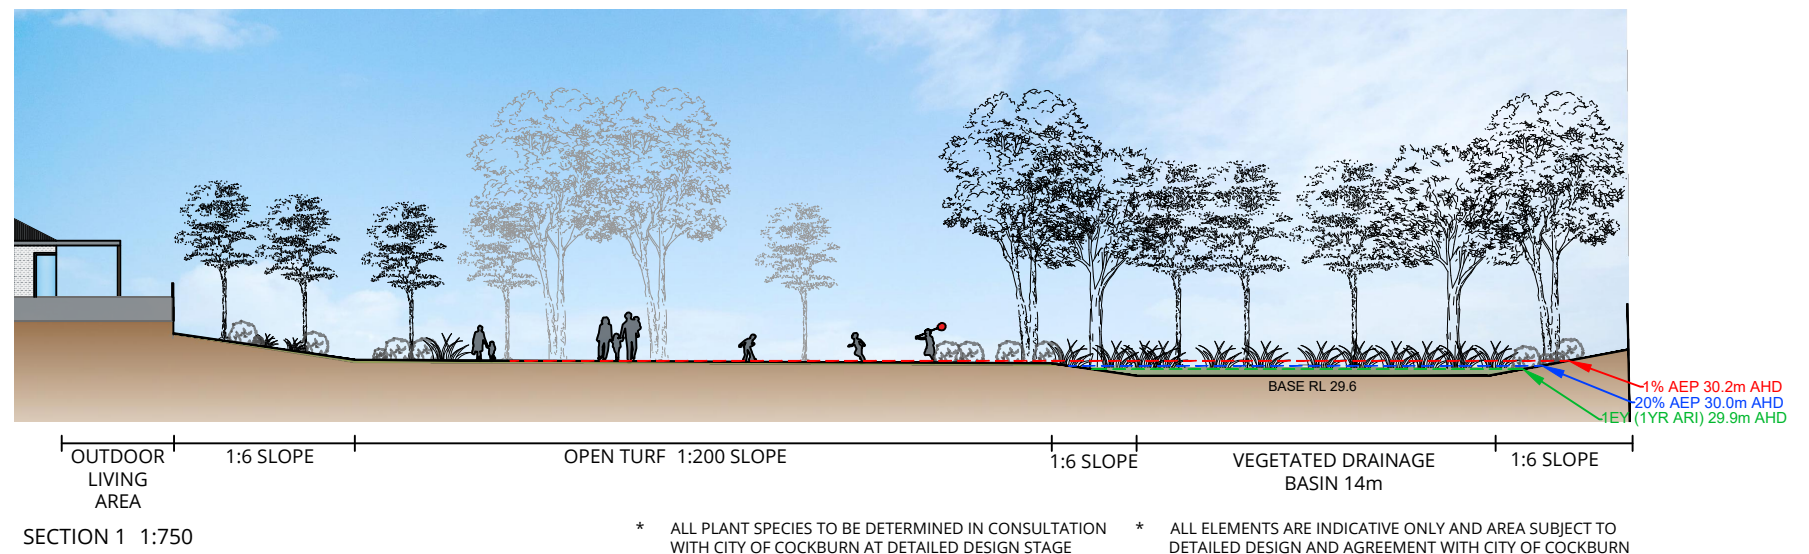 BASE RL 29.6
1% AEP 30.2m AHD
20% AEP 30.0m AHD
1EY (1YR ARI) 29.9m AHD
OUTDOOR
LIVING
AREA
1:6 SLOPE
OPEN TURF 1:200 SLOPE
1:6 SLOPE
VEGETATED DRAINAGE
BASIN 14m
1:6 SLOPE
SECTION 1 1:750
* ALL PLANT SPECIES TO BE DETERMINED IN CONSULTATION
WITH CITY OF COCKBURN AT DETAILED DESIGN STAGE
* ALL ELEMENTS ARE INDICATIVE ONLY AND AREA SUBJECT TO
DETAILED DESIGN AND AGREEMENT WITH CITY OF COCKBURN